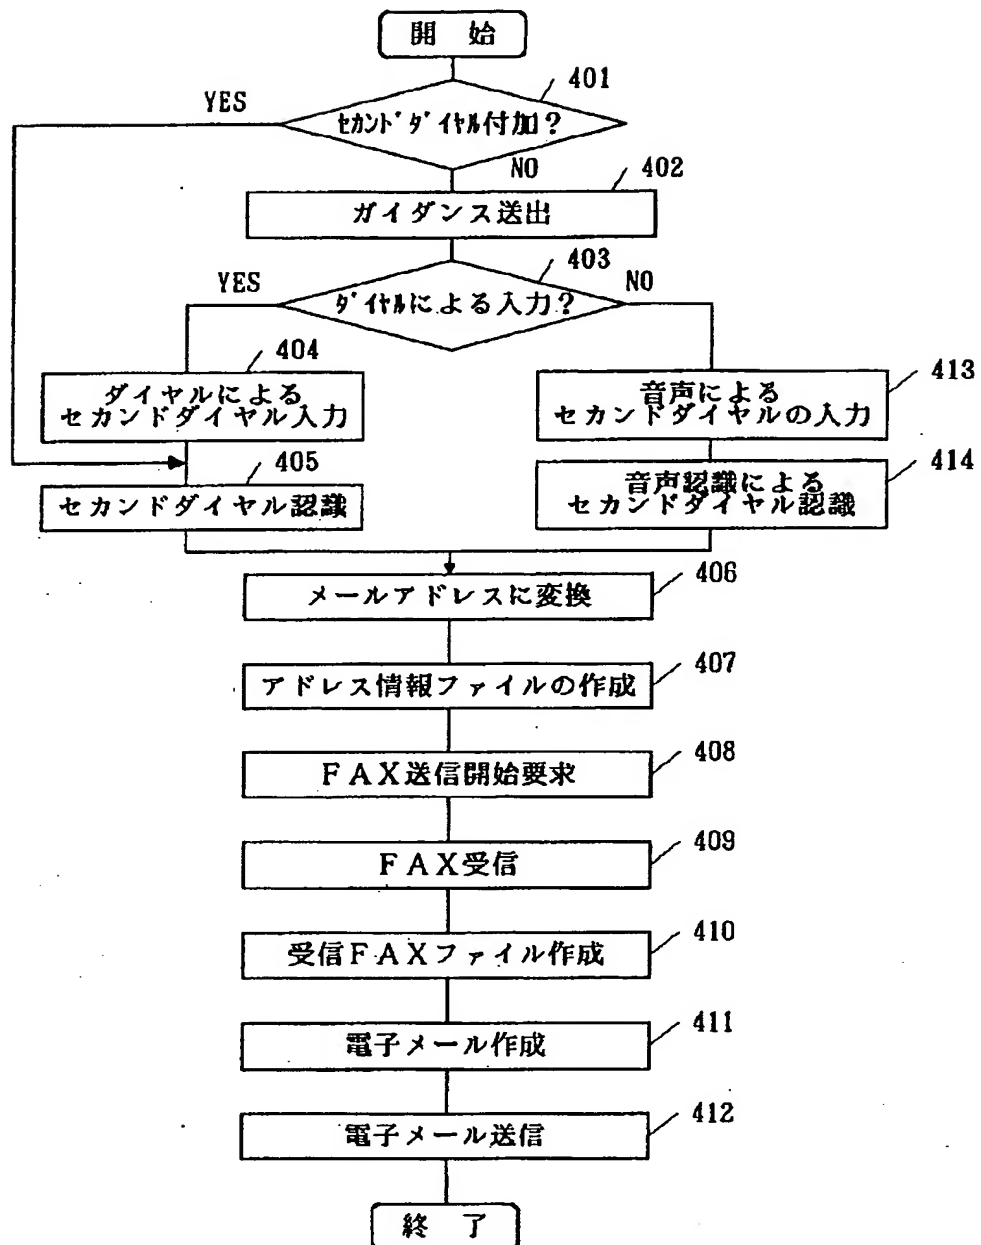 開 始
401
YES
セカンドダイヤル付加?
NO
402
ガイダンス送出
403
YES
NO
ダイヤルによる入力?
404
ダイヤルによる
セカンドダイヤル入力
413
音声による
セカンドダイヤルの入力
405
セカンドダイヤル認識
414
音声認識による
セカンドダイヤル認識
406
メールアドレスに変換
407
アドレス情報ファイルの作成
408
FAX送信開始要求
409
FAX受信
410
受信FAXファイル作成
411
電子メール作成
412
電子メール送信
終 了